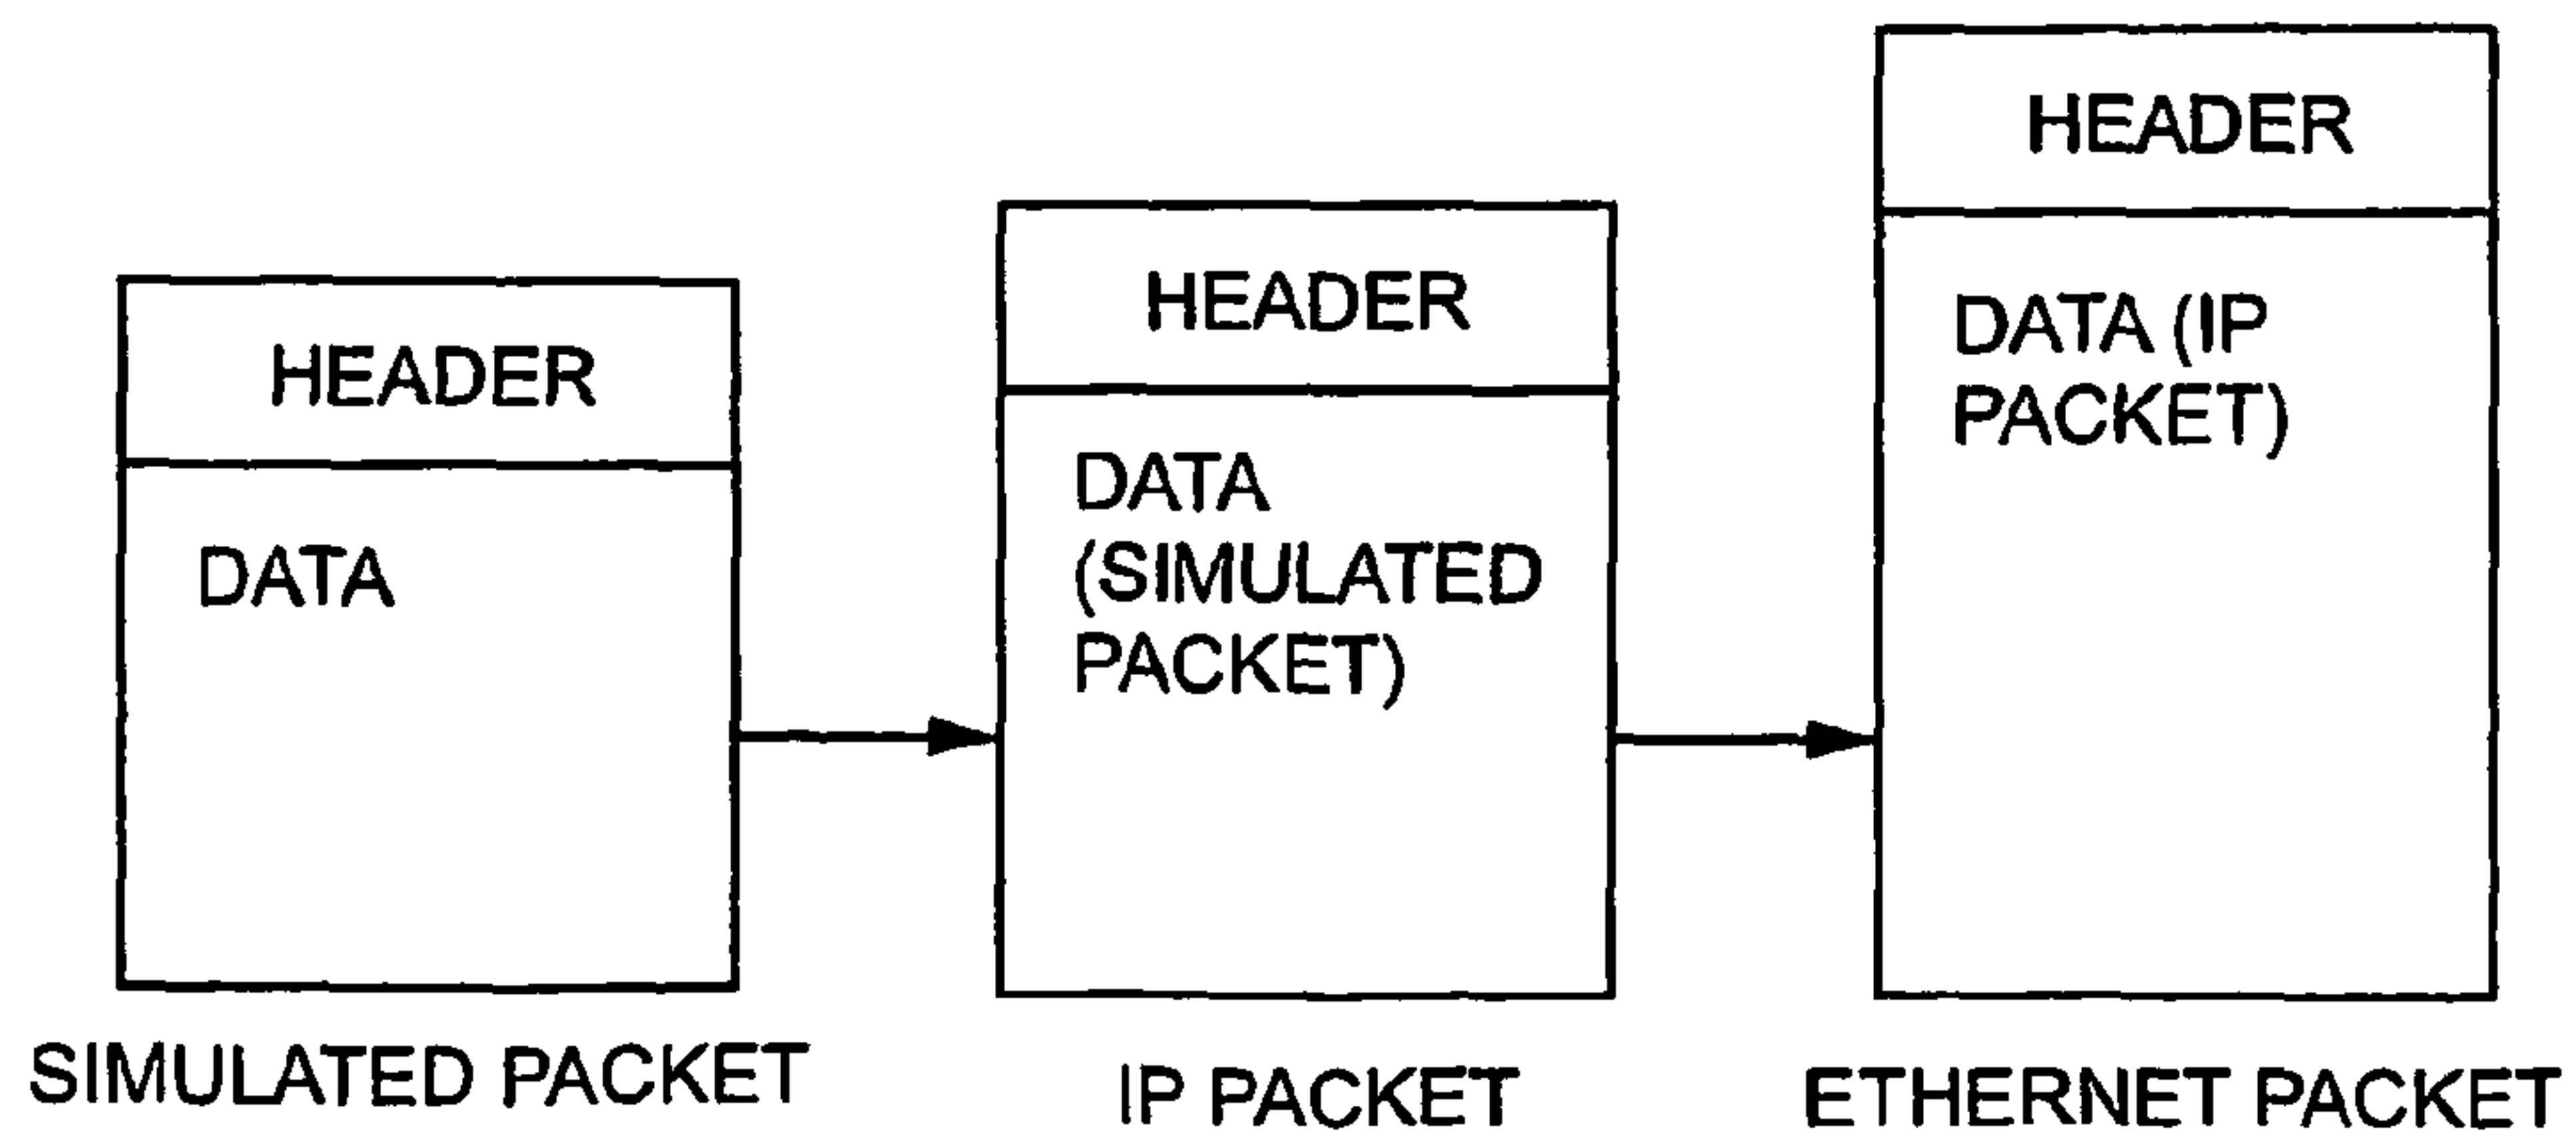 HEADER
DATA
SIMULATED PACKET
HEADER
DATA
(SIMULATED
PACKET)
IP PACKET
HEADER
DATA (IP
PACKET)
ETHERNET PACKET